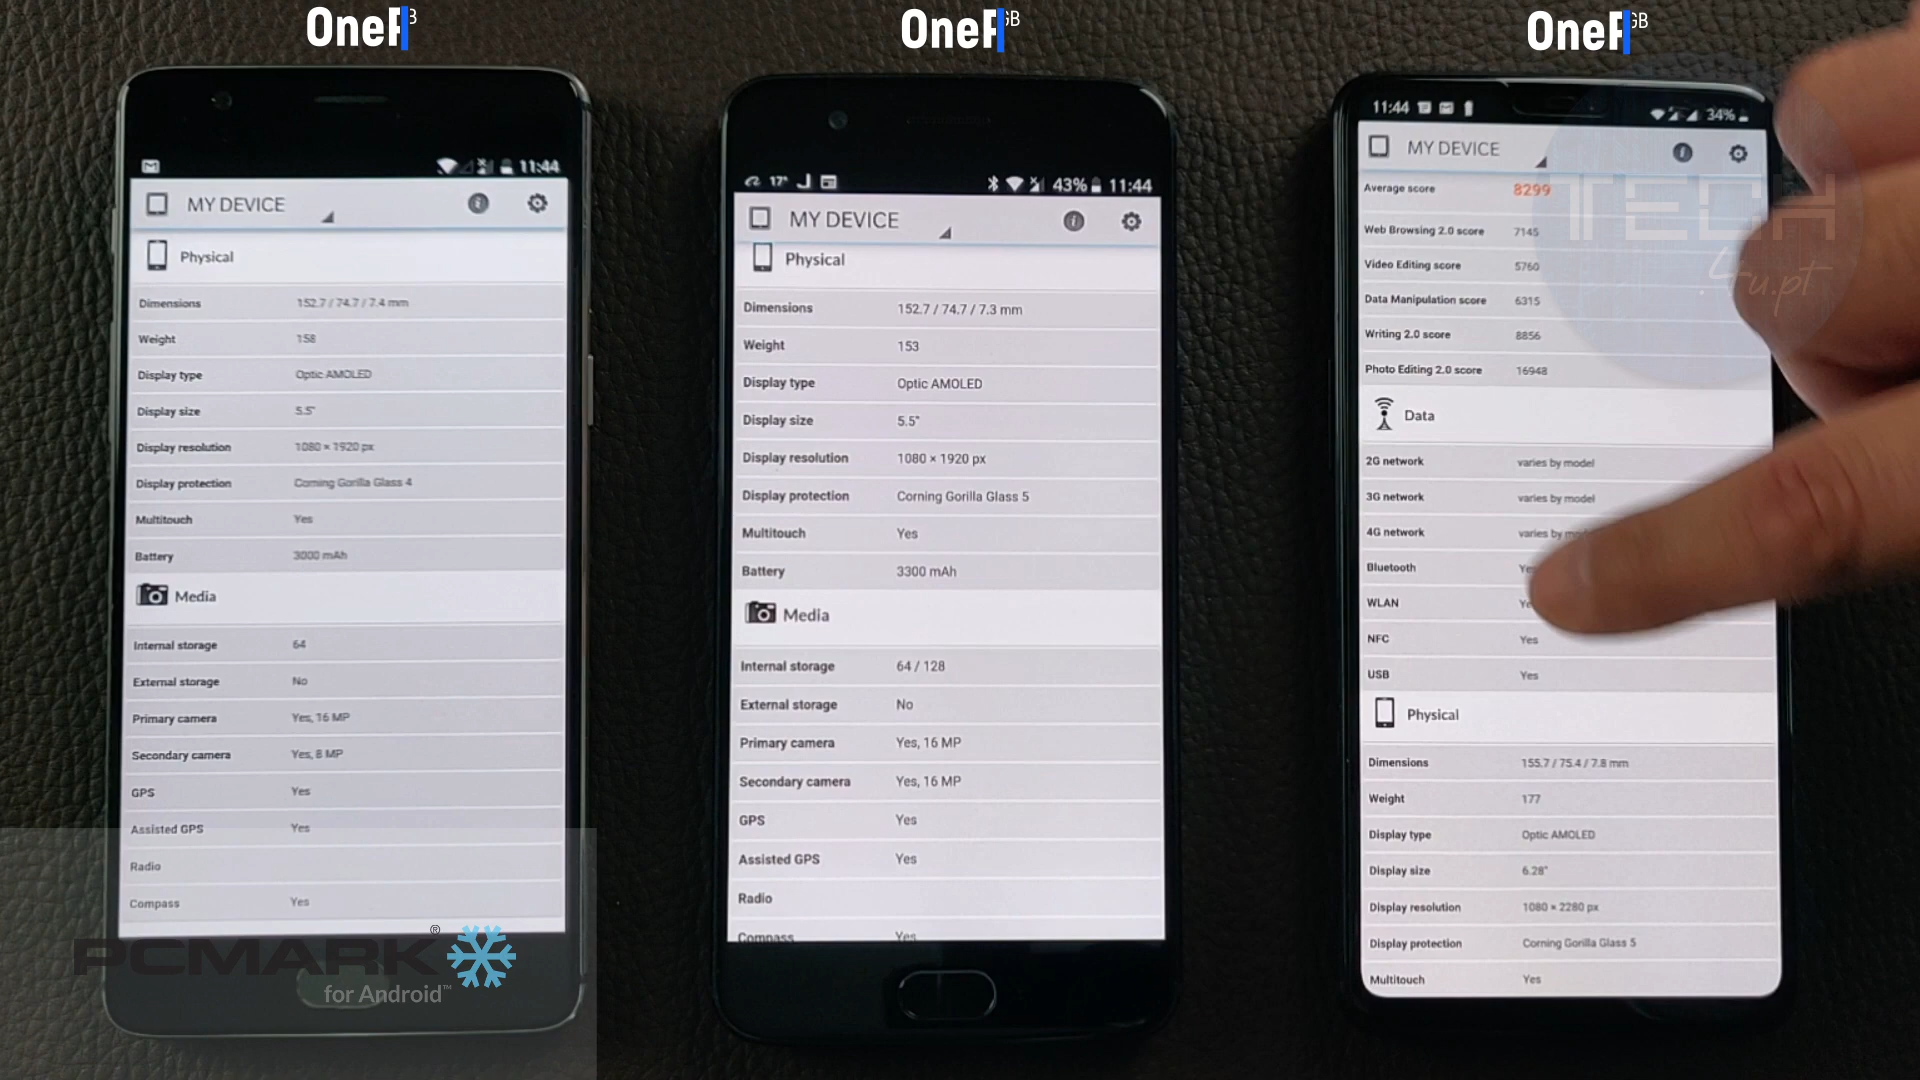 OneP
11:44
MY DEVICE
Physical
Dimensions 152.7 / 74.7 / 7.4 mm
Weight 158
Display type Optic AMOLED
Display size 5.5"
Display resolution 1080 × 1920 px
Display protection Corning Gorilla Glass 4
Multitouch Yes
Battery 3000 mAh
Media
Internal storage 64
External storage No
Primary camera Yes, 16 MP
Secondary camera Yes, 8 MP
GPS Yes
Assisted GPS Yes
Radio
Compass Yes
PCMARK®
for Android™
OneP GB
17° 43% 11:44
MY DEVICE
Physical
Dimensions 152.7 / 74.7 / 7.3 mm
Weight 153
Display type Optic AMOLED
Display size 5.5"
Display resolution 1080 × 1920 px
Display protection Corning Gorilla Glass 5
Multitouch Yes
Battery 3300 mAh
Media
Internal storage 64 / 128
External storage No
Primary camera Yes, 16 MP
Secondary camera Yes, 16 MP
GPS Yes
Assisted GPS Yes
Radio
Compass Yes
OneP GB
11:44 34%
MY DEVICE
Average score 8299
Web Browsing 2.0 score 7145
Video Editing score 5760
Data Manipulation score 6315
Writing 2.0 score 8856
Photo Editing 2.0 score 16948
Data
2G network varies by model
3G network varies by model
4G network varies by
Bluetooth
WLAN
NFC Yes
USB Yes
Physical
Dimensions 155.7 / 75.4 / 7.8 mm
Weight 177
Display type Optic AMOLED
Display size 6.28"
Display resolution 1080 × 2280 px
Display protection Corning Gorilla Glass 5
Multitouch Yes
TECH
4u.pt